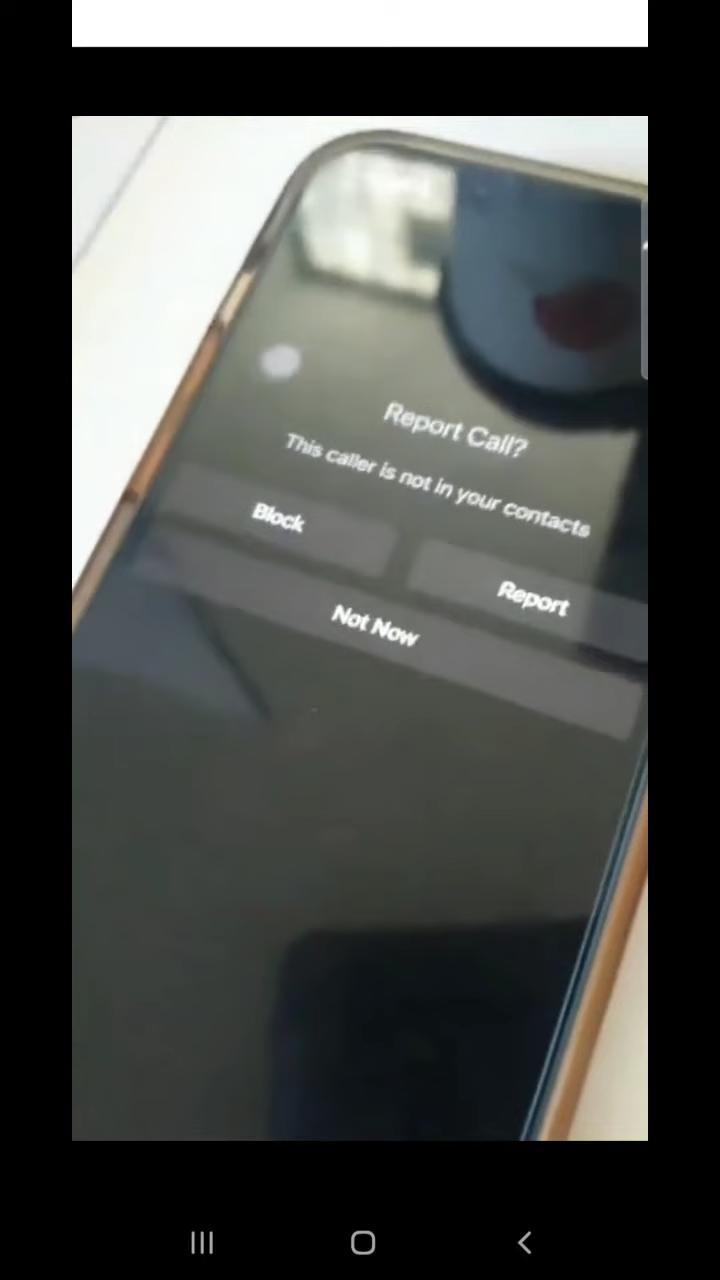 Report Call?
This caller is not in your contacts
Block
Report
Not Now